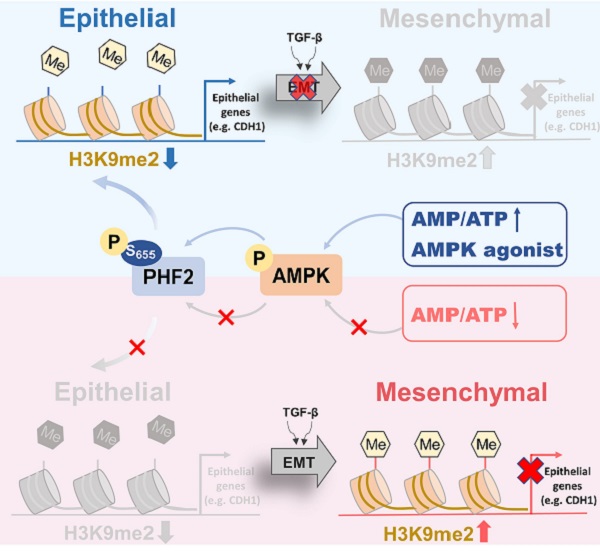 Epithelial
Mesenchymal
TGF-β
Me
Me
Me
EMT
Me
Me
Me
Epithelial
genes
(e.g. CDH1)
Epithelial
genes
(e.g. CDH1)
H3K9me2
H3K9me2
P
S655
PHF2
P
AMPK
AMP/ATP↑
AMPK agonist
AMP/ATP↓
Epithelial
Mesenchymal
TGF-β
Me
Me
Me
EMT
Me
Me
Me
Epithelial
genes
(e.g. CDH1)
Epithelial
genes
(e.g. CDH1)
H3K9me2
H3K9me2